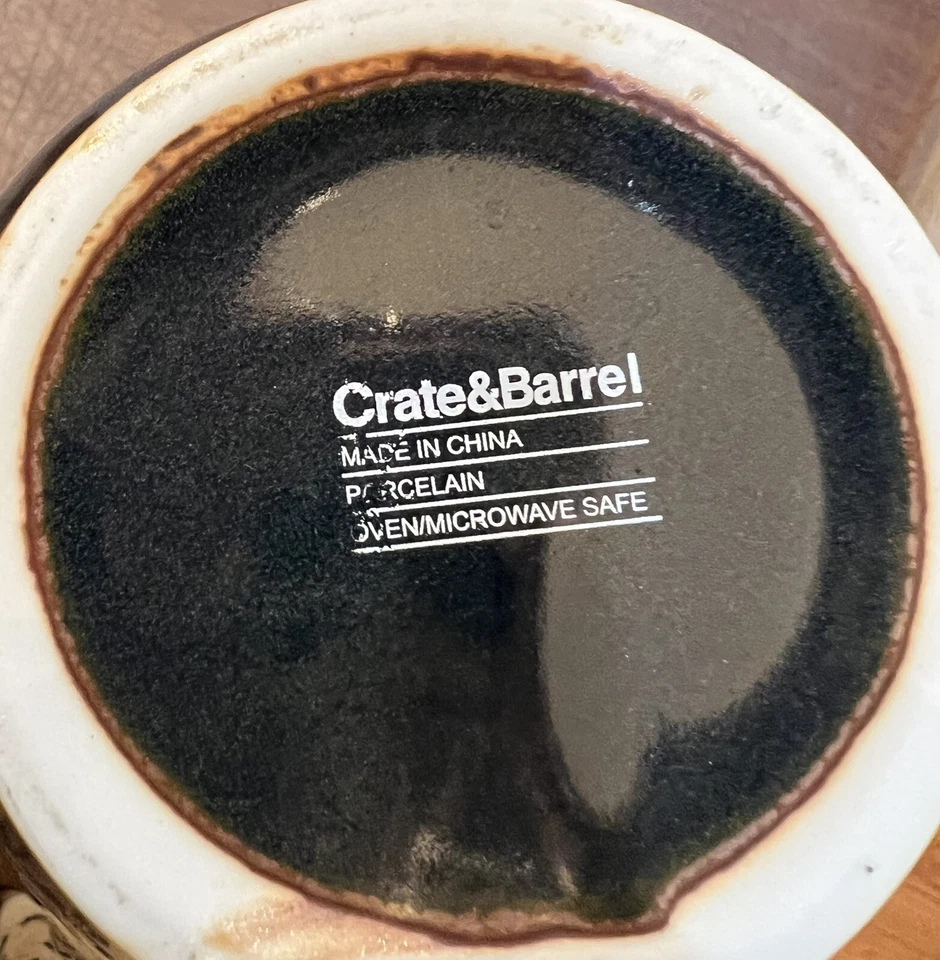 Crate&Barrel
MADE IN CHINA
PORCELAIN
OVEN/MICROWAVE SAFE